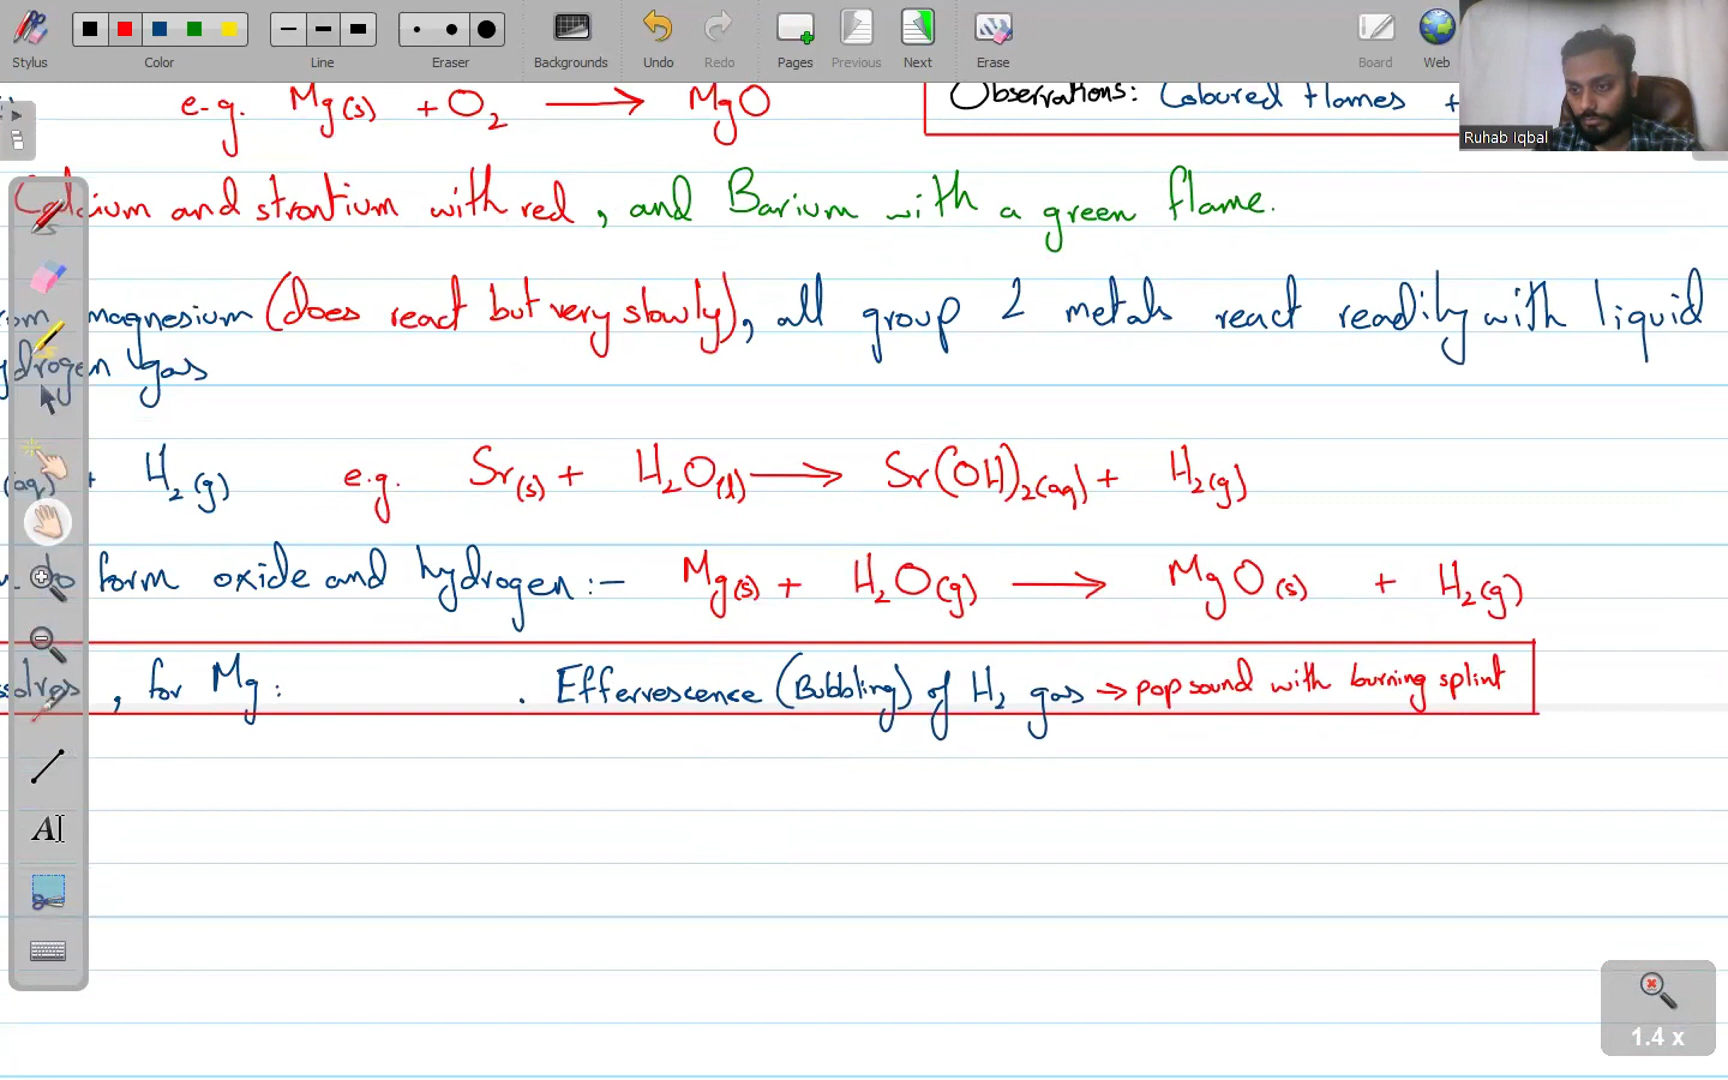 Stylus Color Line Eraser Backgrounds Undo Redo Pages Previous Next Erase Board Web
Ruhab Iqbal
e.g. Mg(s) + O₂ ⟶ MgO
Observations: Coloured flames +
Calcium and strontium with red, and Barium with a green flame.
magnesium (does react but very slowly), all group 2 metals react readily with liquid
gas
(aq) + H₂(g) e.g. Sr(s) + H₂O(l) ⟶ Sr(OH)₂(aq) + H₂(g)
to form oxide and hydrogen :- Mg(s) + H₂O(g) ⟶ MgO(s) + H₂(g)
, for Mg: . Effervescence (Bubbling) of H₂ gas → pop sound with burning splint
1.4 x